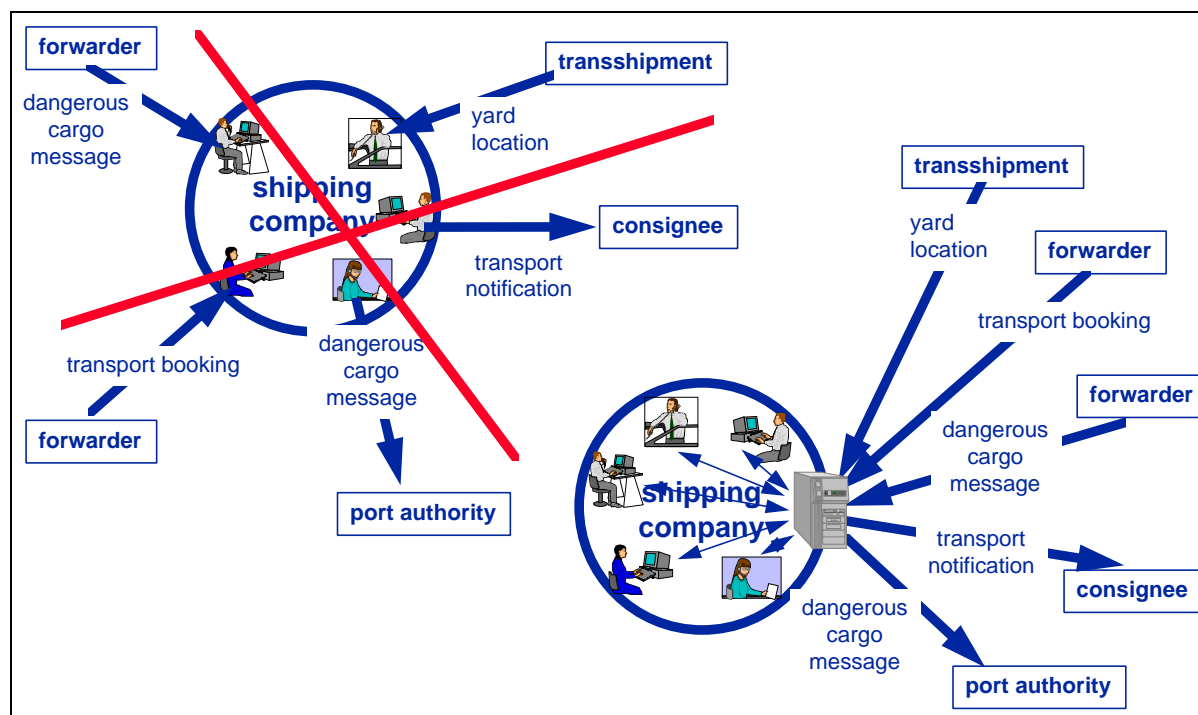 forwarder
dangerous
cargo
message
transshipment
yard
location
shipping
company
consignee
transport
notification
transport booking
dangerous
cargo
message
forwarder
port authority
transshipment
yard
location
forwarder
transport booking
forwarder
dangerous
cargo
message
shipping
company
transport
notification
consignee
dangerous
cargo
message
port authority